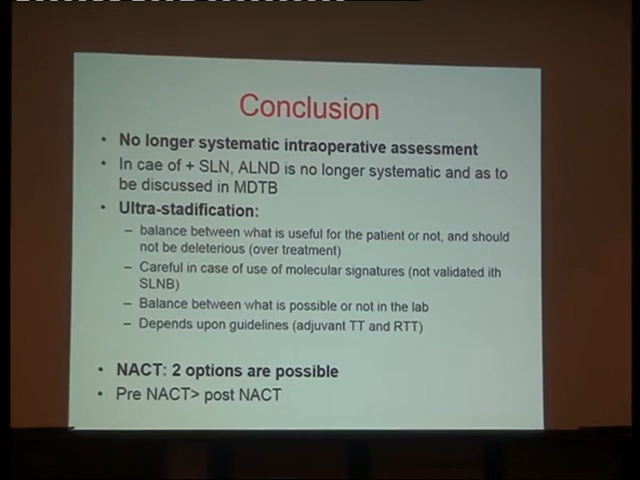 Conclusion
• No longer systematic intraoperative assessment
• In cae of + SLN, ALND is no longer systematic and as to
be discussed in MDTB
• Ultra-stadification:
– balance between what is useful for the patient or not, and should
not be deleterious (over treatment)
– Careful in case of use of molecular signatures (not validated ith
SLNB)
– Balance between what is possible or not in the lab
– Depends upon guidelines (adjuvant TT and RTT)
• NACT: 2 options are possible
• Pre NACT> post NACT